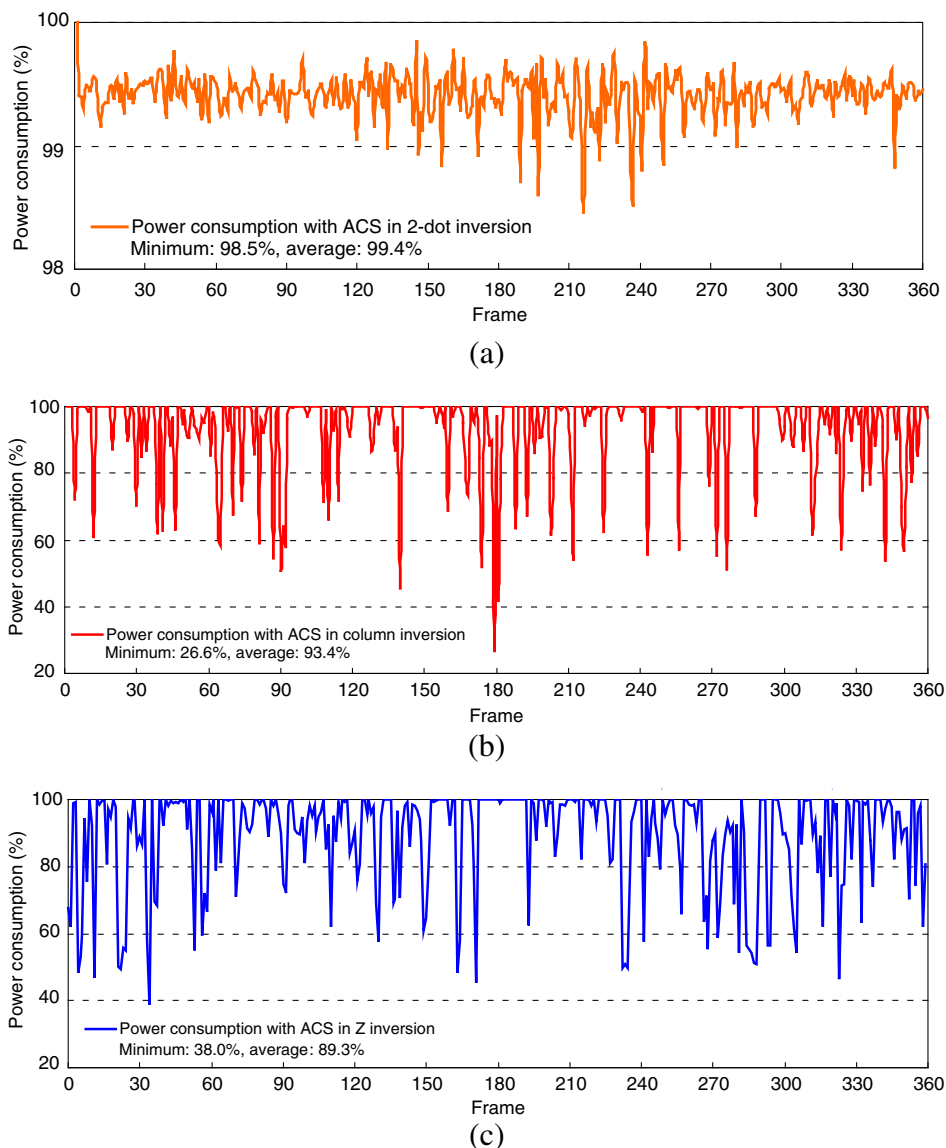 100
99
98
Power consumption (%)
Power consumption with ACS in 2-dot inversion
Minimum: 98.5%, average: 99.4%
0 30 60 90 120 150 180 210 240 270 300 330 360
Frame
(a)
100
80
60
40
20
Power consumption (%)
Power consumption with ACS in column inversion
Minimum: 26.6%, average: 93.4%
0 30 60 90 120 150 180 210 240 270 300 330 360
Frame
(b)
100
80
60
40
20
Power consumption (%)
Power consumption with ACS in Z inversion
Minimum: 38.0%, average: 89.3%
0 30 60 90 120 150 180 210 240 270 300 330 360
Frame
(c)